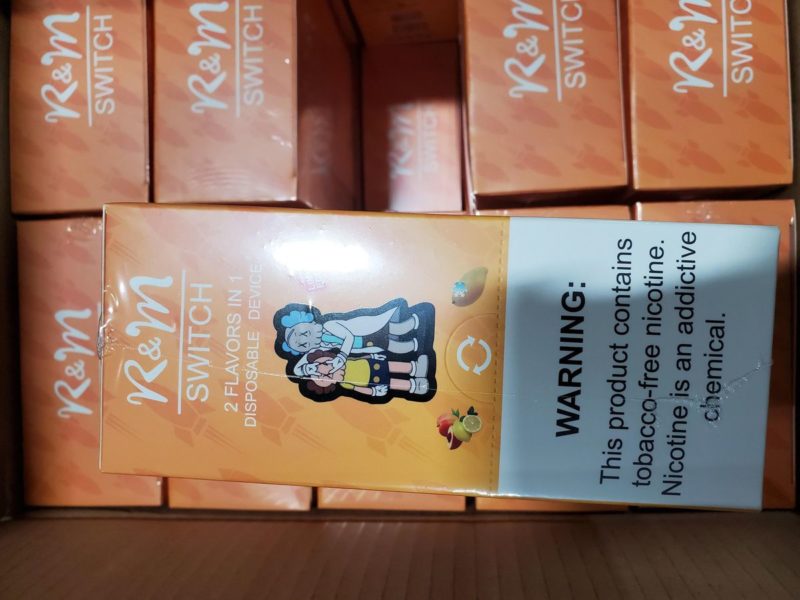 R&M
SWITCH
R&M
SWITCH
R&M
SWITCH
R&M
SWITCH
R&M
SWITCH
R&M
R&M
SWITCH
2 FLAVORS IN 1
DISPOSABLE DEVICE
WARNING:
This product contains
tobacco-free nicotine.
Nicotine is an addictive
chemical.